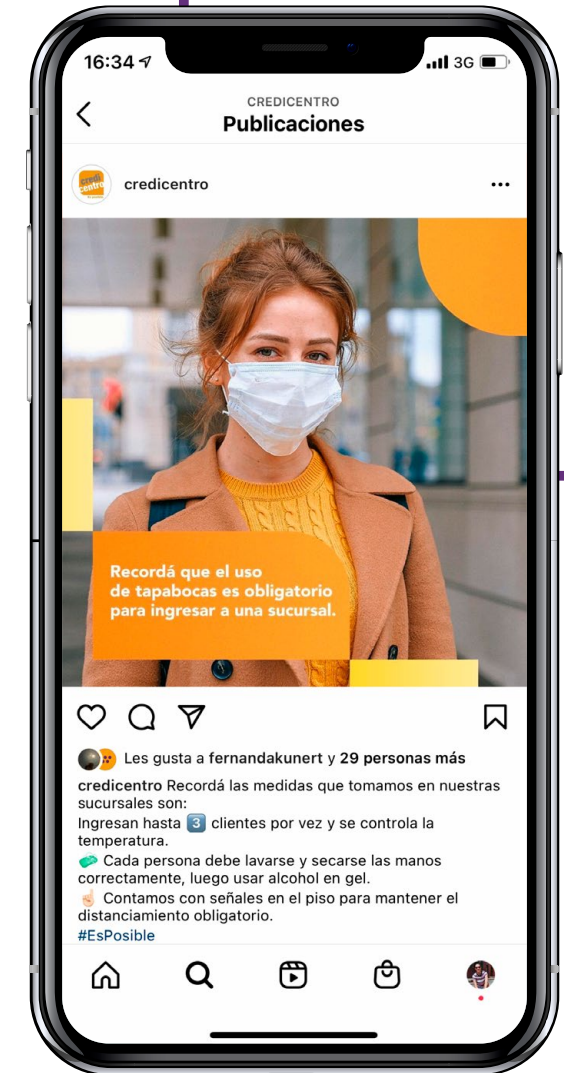 16:34
3G
CREDICENTRO
Publicaciones
credi
centro
credicentro
Recordá que el uso
de tapabocas es obligatorio
para ingresar a una sucursal.
Les gusta a fernandakunert y 29 personas más
credicentro Recordá las medidas que tomamos en nuestras
sucursales son:
Ingresan hasta 3️⃣ clientes por vez y se controla la
temperatura.
🧼 Cada persona debe lavarse y secarse las manos
correctamente, luego usar alcohol en gel.
☝🏻 Contamos con señales en el piso para mantener el
distanciamiento obligatorio.
#EsPosible